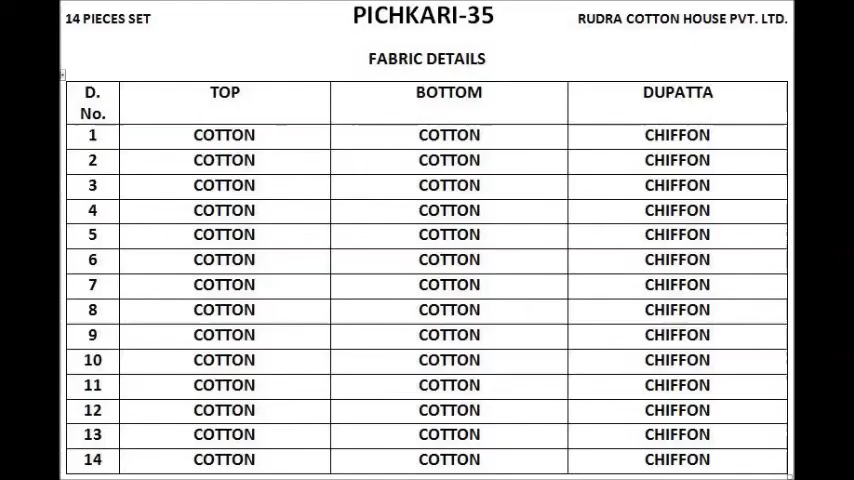 14 PIECES SET PICHKARI-35 RUDRA COTTON HOUSE PVT. LTD.
FABRIC DETAILS
D. No. TOP BOTTOM DUPATTA
1 COTTON COTTON CHIFFON
2 COTTON COTTON CHIFFON
3 COTTON COTTON CHIFFON
4 COTTON COTTON CHIFFON
5 COTTON COTTON CHIFFON
6 COTTON COTTON CHIFFON
7 COTTON COTTON CHIFFON
8 COTTON COTTON CHIFFON
9 COTTON COTTON CHIFFON
10 COTTON COTTON CHIFFON
11 COTTON COTTON CHIFFON
12 COTTON COTTON CHIFFON
13 COTTON COTTON CHIFFON
14 COTTON COTTON CHIFFON